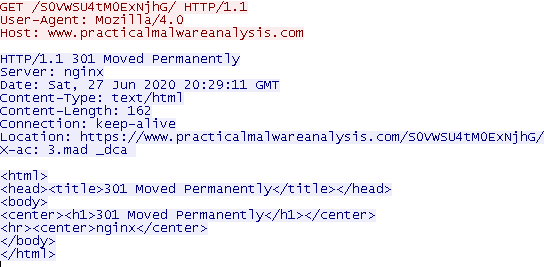 GET /S0VWSU4tM0ExNjhG/ HTTP/1.1
User-Agent: Mozilla/4.0
Host: www.practicalmalwareanalysis.com
HTTP/1.1 301 Moved Permanently
Server: nginx
Date: Sat, 27 Jun 2020 20:29:11 GMT
Content-Type: text/html
Content-Length: 162
Connection: keep-alive
Location: https://www.practicalmalwareanalysis.com/S0VWSU4tM0ExNjhG/
X-ac: 3.mad _dca
<html>
<head><title>301 Moved Permanently</title></head>
<body>
<center><h1>301 Moved Permanently</h1></center>
<hr><center>nginx</center>
</body>
</html>